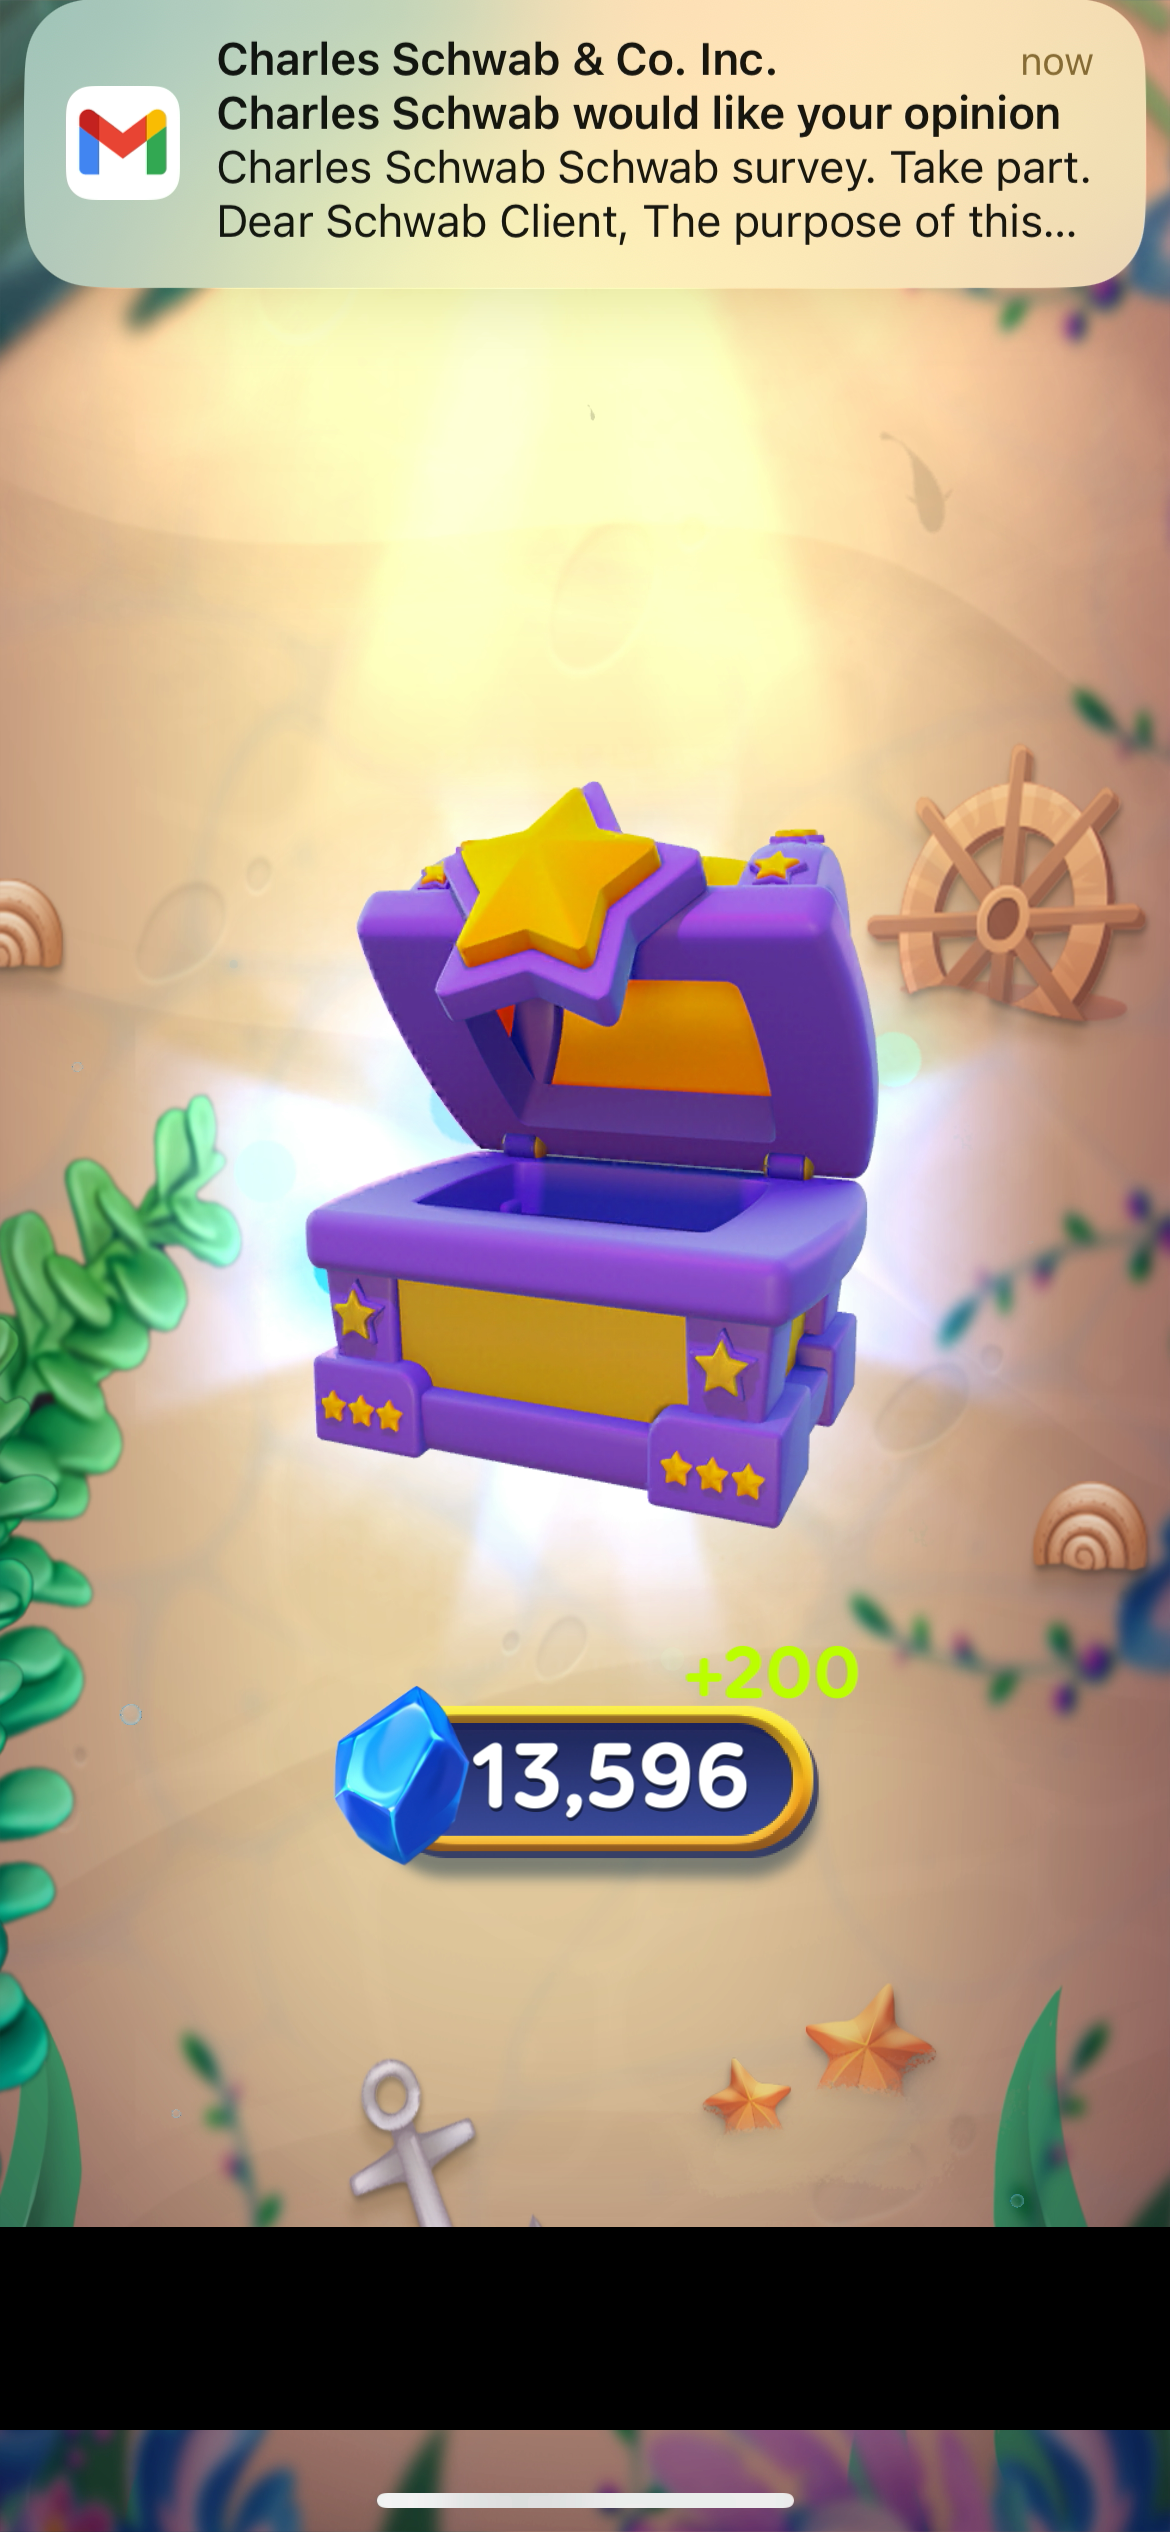 Charles Schwab & Co. Inc. now
Charles Schwab would like your opinion
Charles Schwab Schwab survey. Take part.
Dear Schwab Client, The purpose of this...
+200
13,596